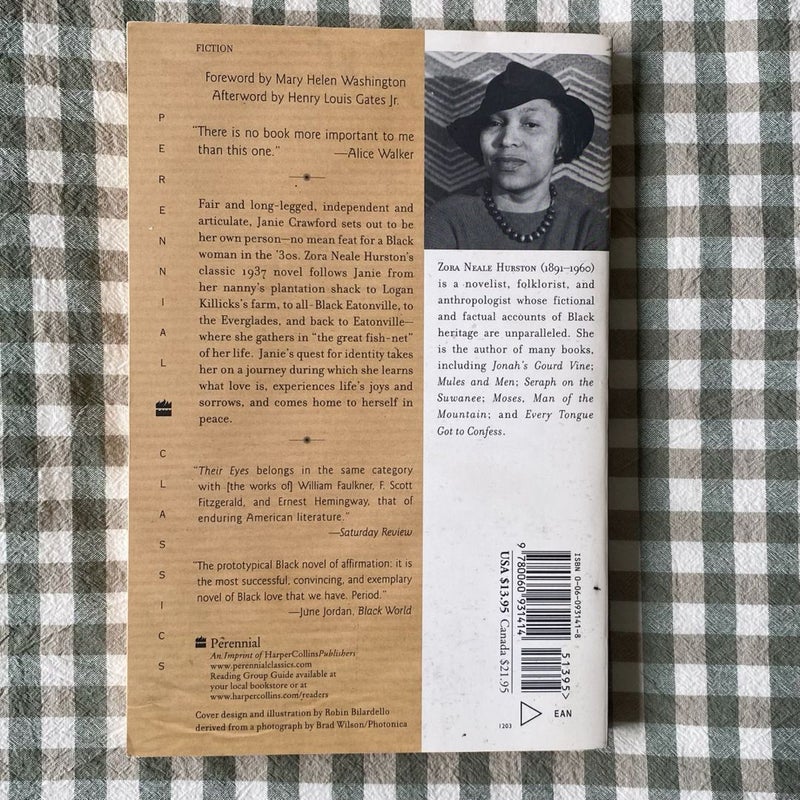 FICTION
Foreword by Mary Helen Washington
Afterword by Henry Louis Gates Jr.
"There is no book more important to me
than this one." —Alice Walker
Fair and long-legged, independent and
articulate, Janie Crawford sets out to be
her own person—no mean feat for a Black
woman in the '30s. Zora Neale Hurston's
classic 1937 novel follows Janie from
her nanny's plantation shack to Logan
Killicks's farm, to all-Black Eatonville, to
the Everglades, and back to Eatonville—
where she gathers in "the great fish-net"
of her life. Janie's quest for identity takes
her on a journey during which she learns
what love is, experiences life's joys and
sorrows, and comes home to herself in
peace.
"Their Eyes belongs in the same category
with [the works of] William Faulkner, F. Scott
Fitzgerald, and Ernest Hemingway, that of
enduring American literature."
—Saturday Review
"The prototypical Black novel of affirmation; it is
the most successful, convincing, and exemplary
novel of Black love that we have. Period."
—June Jordan, Black World
Perennial
An Imprint of HarperCollinsPublishers
www.perennialclassics.com
Reading Group Guide available at
your local bookstore or at
www.harpercollins.com/readers
Cover design and illustration by Robin Bilardello
derived from a photograph by Brad Wilson/Photonica
PERENNIAL
CLASSICS
ZORA NEALE HURSTON (1891–1960)
is a novelist, folklorist, and
anthropologist whose fictional
and factual accounts of Black
heritage are unparalleled. She
is the author of many books,
including Jonah's Gourd Vine;
Mules and Men; Seraph on the
Suwanee; Moses, Man of the
Mountain; and Every Tongue
Got to Confess.
ISBN 0-06-093141-8
51395>
9 780060 931414
USA $13.95 Canada $21.95
EAN
1203